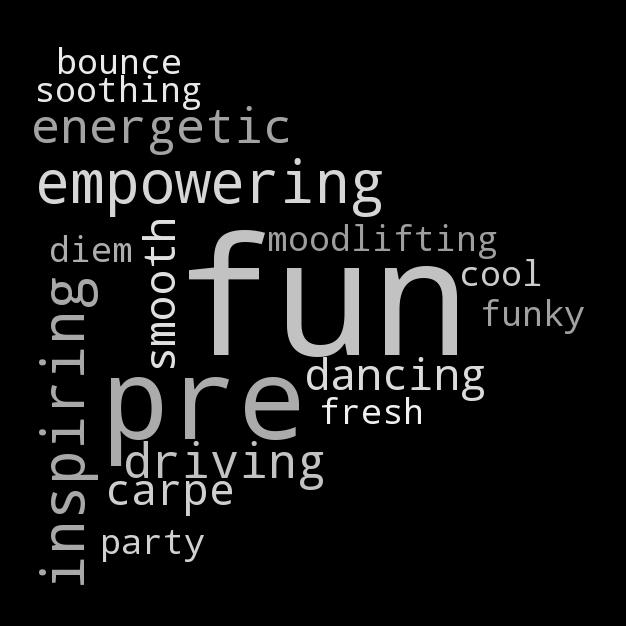 bounce
soothing
energetic
empowering
moodlifting
diem
smooth
fun
cool
funky
inspiring
pre
dancing
fresh
driving
carpe
party